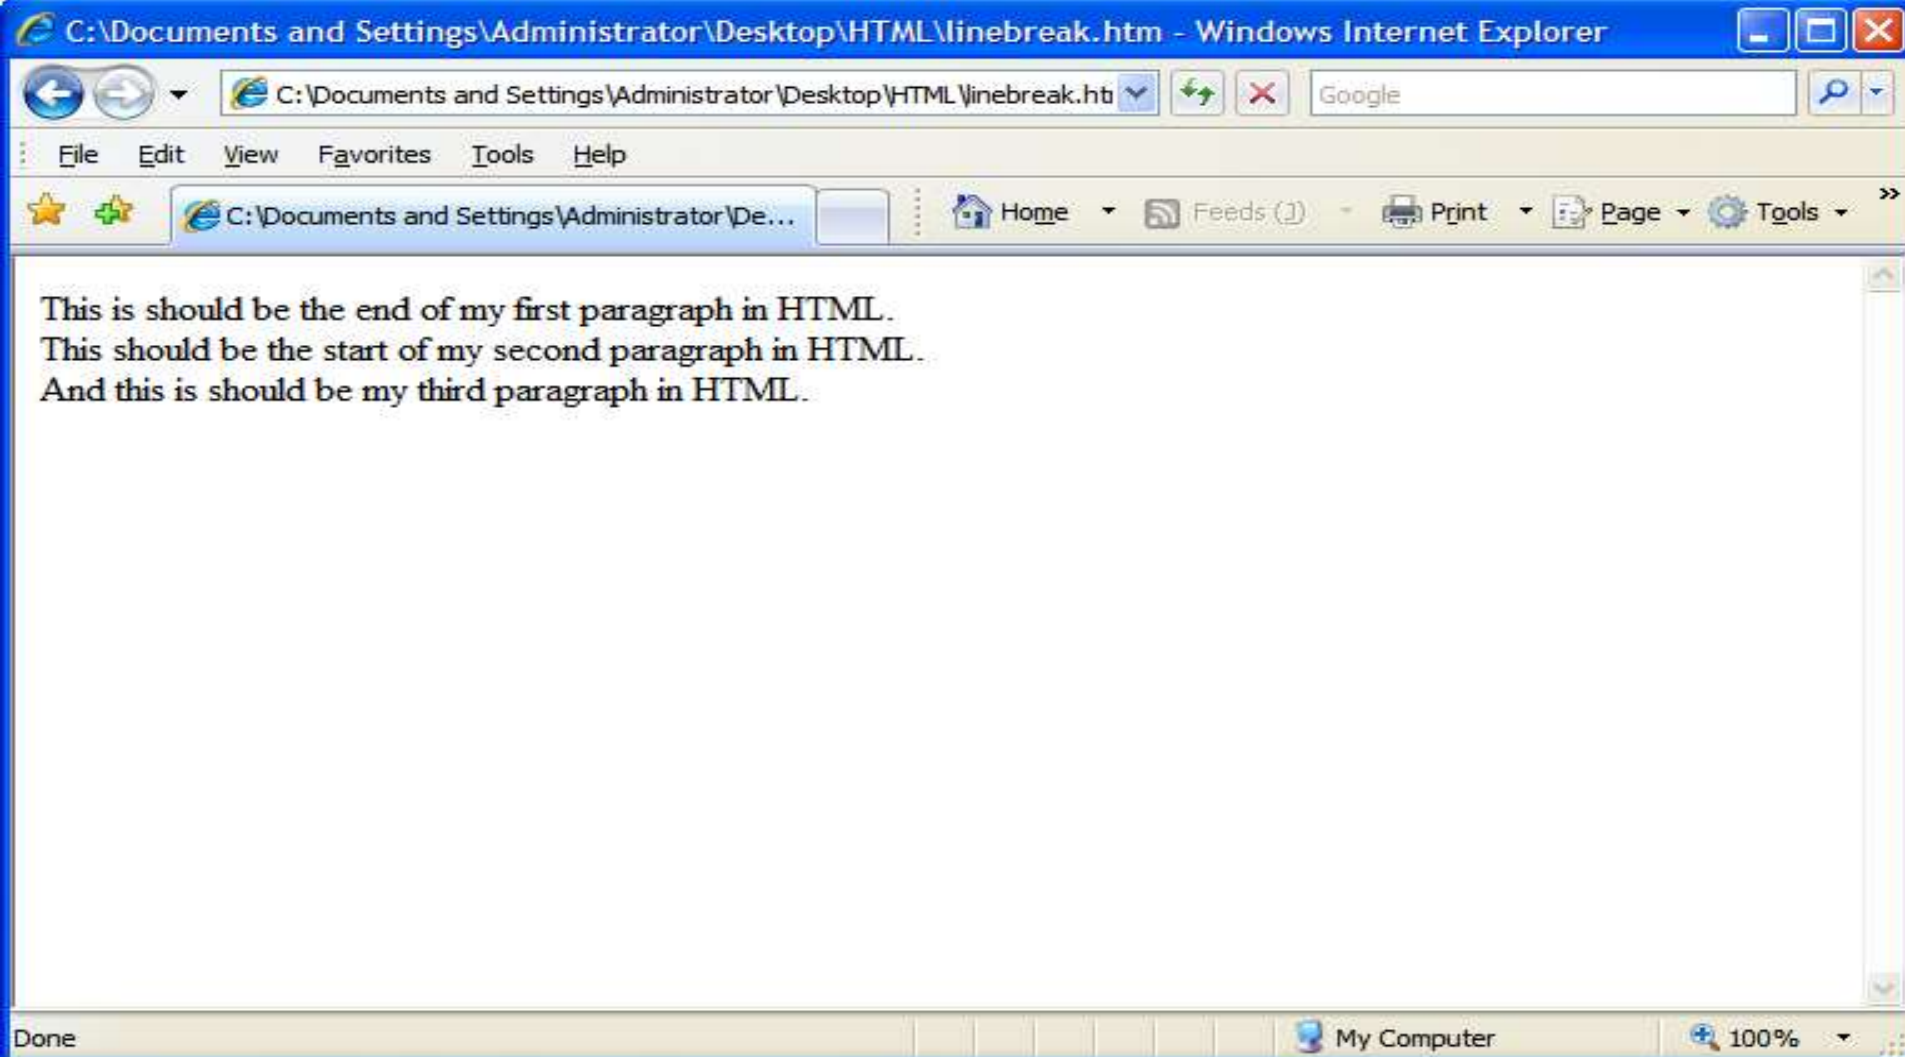 C:\Documents and Settings\Administrator\Desktop\HTML\linebreak.htm - Windows Internet Explorer
C:\Documents and Settings\Administrator\Desktop\HTML\linebreak.ht
Google
File Edit View Favorites Tools Help
C:\Documents and Settings\Administrator\De... Home Feeds (J) Print Page Tools »
This is should be the end of my first paragraph in HTML.
This should be the start of my second paragraph in HTML.
And this is should be my third paragraph in HTML.
Done My Computer 100%